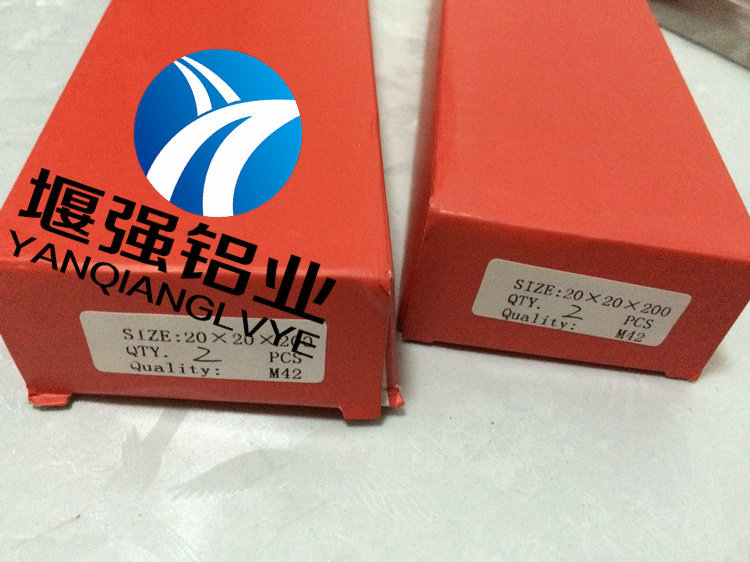 堰强铝业
YANQIANGLVYE
SIZE:20×20×200
QTY. 2 PCS
Quality: M42
SIZE:20×20×200
QTY. 2 PCS
Quality: M42